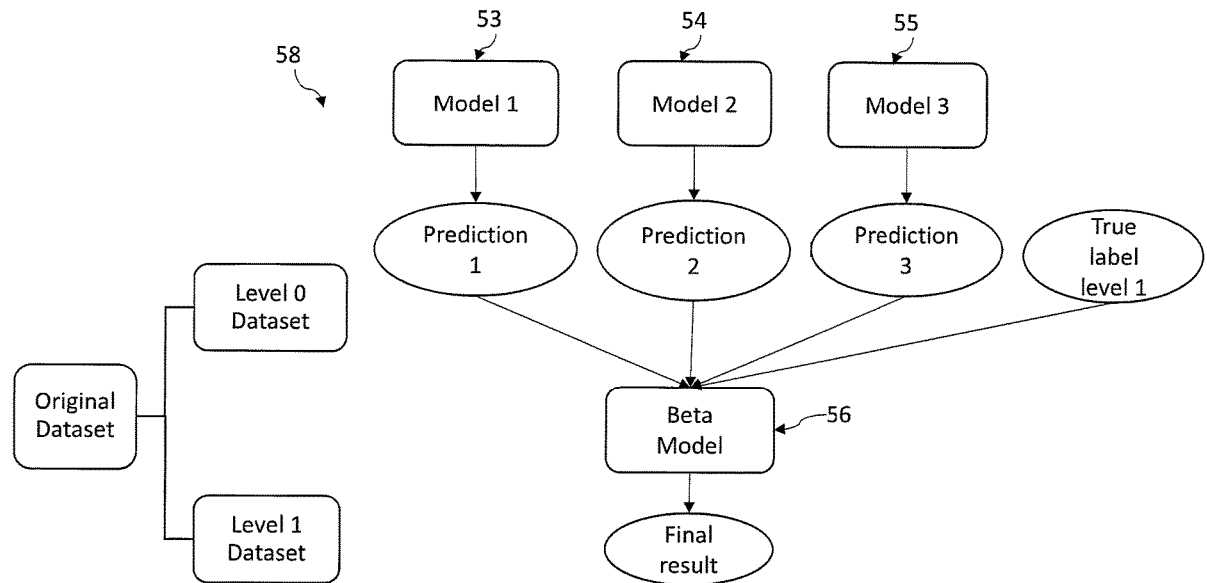 53
54
55
58
Model 1
Model 2
Model 3
Prediction
1
Prediction
2
Prediction
3
True
label
level 1
Level 0
Dataset
Original
Dataset
Beta
Model
56
Level 1
Dataset
Final
result